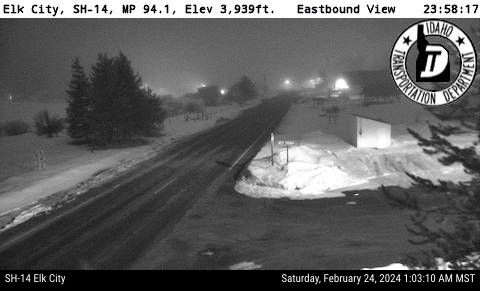 Elk City, SH-14, MP 94.1, Elev 3,939ft. Eastbound View 23:58:17
IDAHO
TRANSPORTATION DEPARTMENT
SH-14 Elk City Saturday, February 24, 2024 1:03:10 AM MST